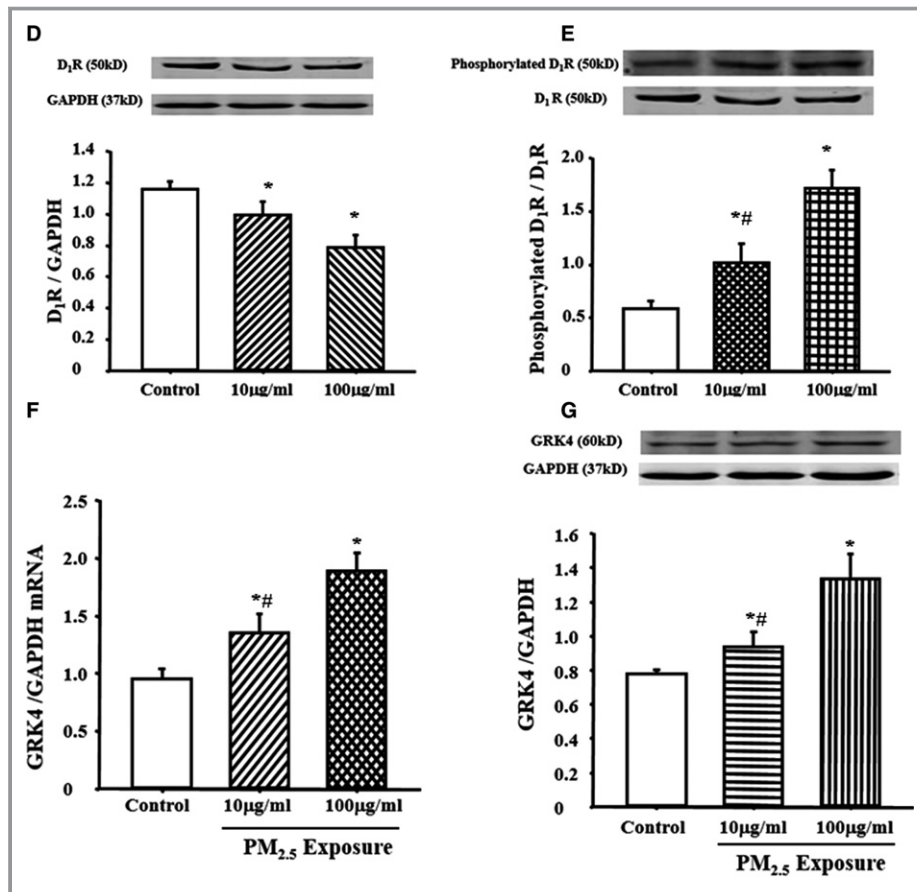 D
D₁R (50kD)
GAPDH (37kD)
D₁R / GAPDH
1.4
1.2
1.0
0.8
0.6
0.4
0.2
0
*
*
Control 10μg/ml 100μg/ml
E
Phosphorylated D₁R (50kD)
D₁R (50kD)
Phosphorylated D₁R / D₁R
2.0
1.5
1.0
0.5
0
*#
*
Control 10μg/ml 100μg/ml
F
GRK4 /GAPDH mRNA
2.5
2.0
1.5
1.0
0.5
0
*#
*
Control 10μg/ml 100μg/ml
PM₂.₅ Exposure
G
GRK4 (60kD)
GAPDH (37kD)
GRK4 /GAPDH
1.6
1.4
1.2
1.0
0.8
0.6
0.4
0.2
0
*#
*
Control 10μg/ml 100μg/ml
PM₂.₅ Exposure